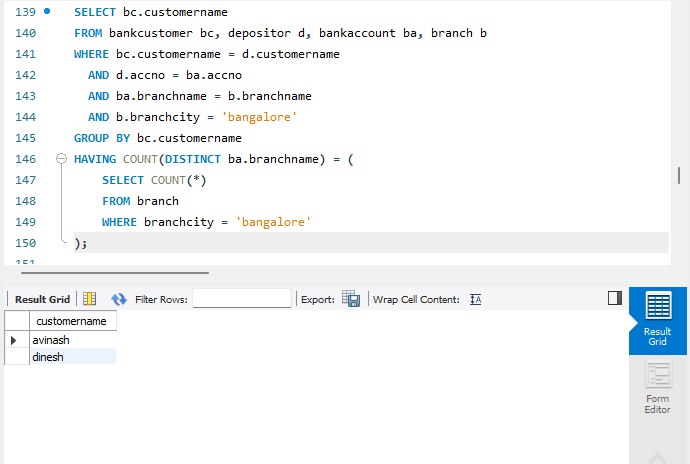 139 SELECT bc.customername
140 FROM bankcustomer bc, depositor d, bankaccount ba, branch b
141 WHERE bc.customername = d.customername
142 AND d.accno = ba.accno
143 AND ba.branchname = b.branchname
144 AND b.branchcity = 'bangalore'
145 GROUP BY bc.customername
146 HAVING COUNT(DISTINCT ba.branchname) = (
147 SELECT COUNT(*)
148 FROM branch
149 WHERE branchcity = 'bangalore'
150 );
151
Result Grid Filter Rows: Export: Wrap Cell Content:
customername
avinash
dinesh
Result
Grid
Form
Editor